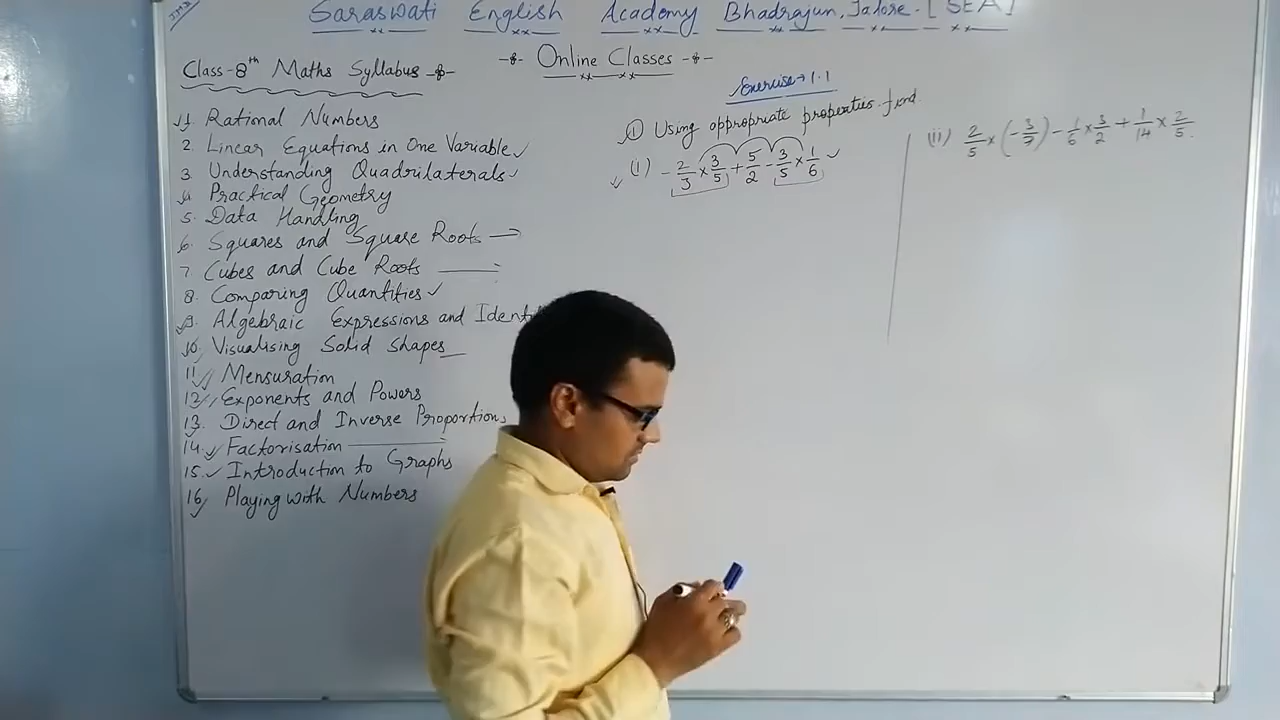 Saraswati English Academy Bhadrajun, Jalore. [SEA]
Online Classes
Class-8th Maths Syllabus
1. Rational Numbers
2. Linear Equations in One Variable
3. Understanding Quadrilaterals
4. Practical Geometry
5. Data Handling
6. Squares and Square Roots
7. Cubes and Cube Roots
8. Comparing Quantities
9. Algebraic Expressions and Identi
10. Visualising Solid Shapes
11. Mensuration
12. Exponents and Powers
13. Direct and Inverse Proportions
14. Factorisation
15. Introduction to Graphs
16. Playing with Numbers
Exercise → 1.1
① Using oppropriate properties find.
(i) -2/3 × 3/5 + 5/2 - 3/5 × 1/6
(ii) 2/5 × (-3/7) - 1/6 × 3/2 + 1/14 × 2/5.